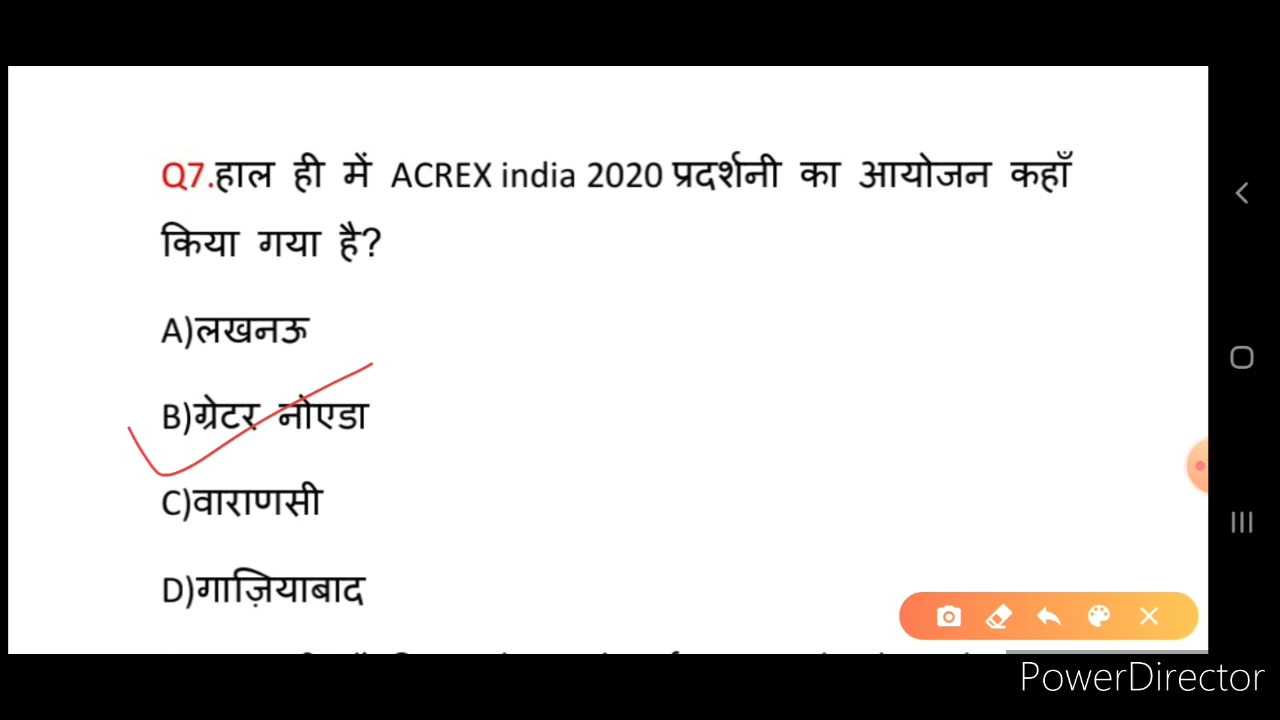 Q7.हाल ही में ACREX india 2020 प्रदर्शनी का आयोजन कहाँ
किया गया है?
A)लखनऊ
B)ग्रेटर नोएडा
C)वाराणसी
D)गाज़ियाबाद
PowerDirector